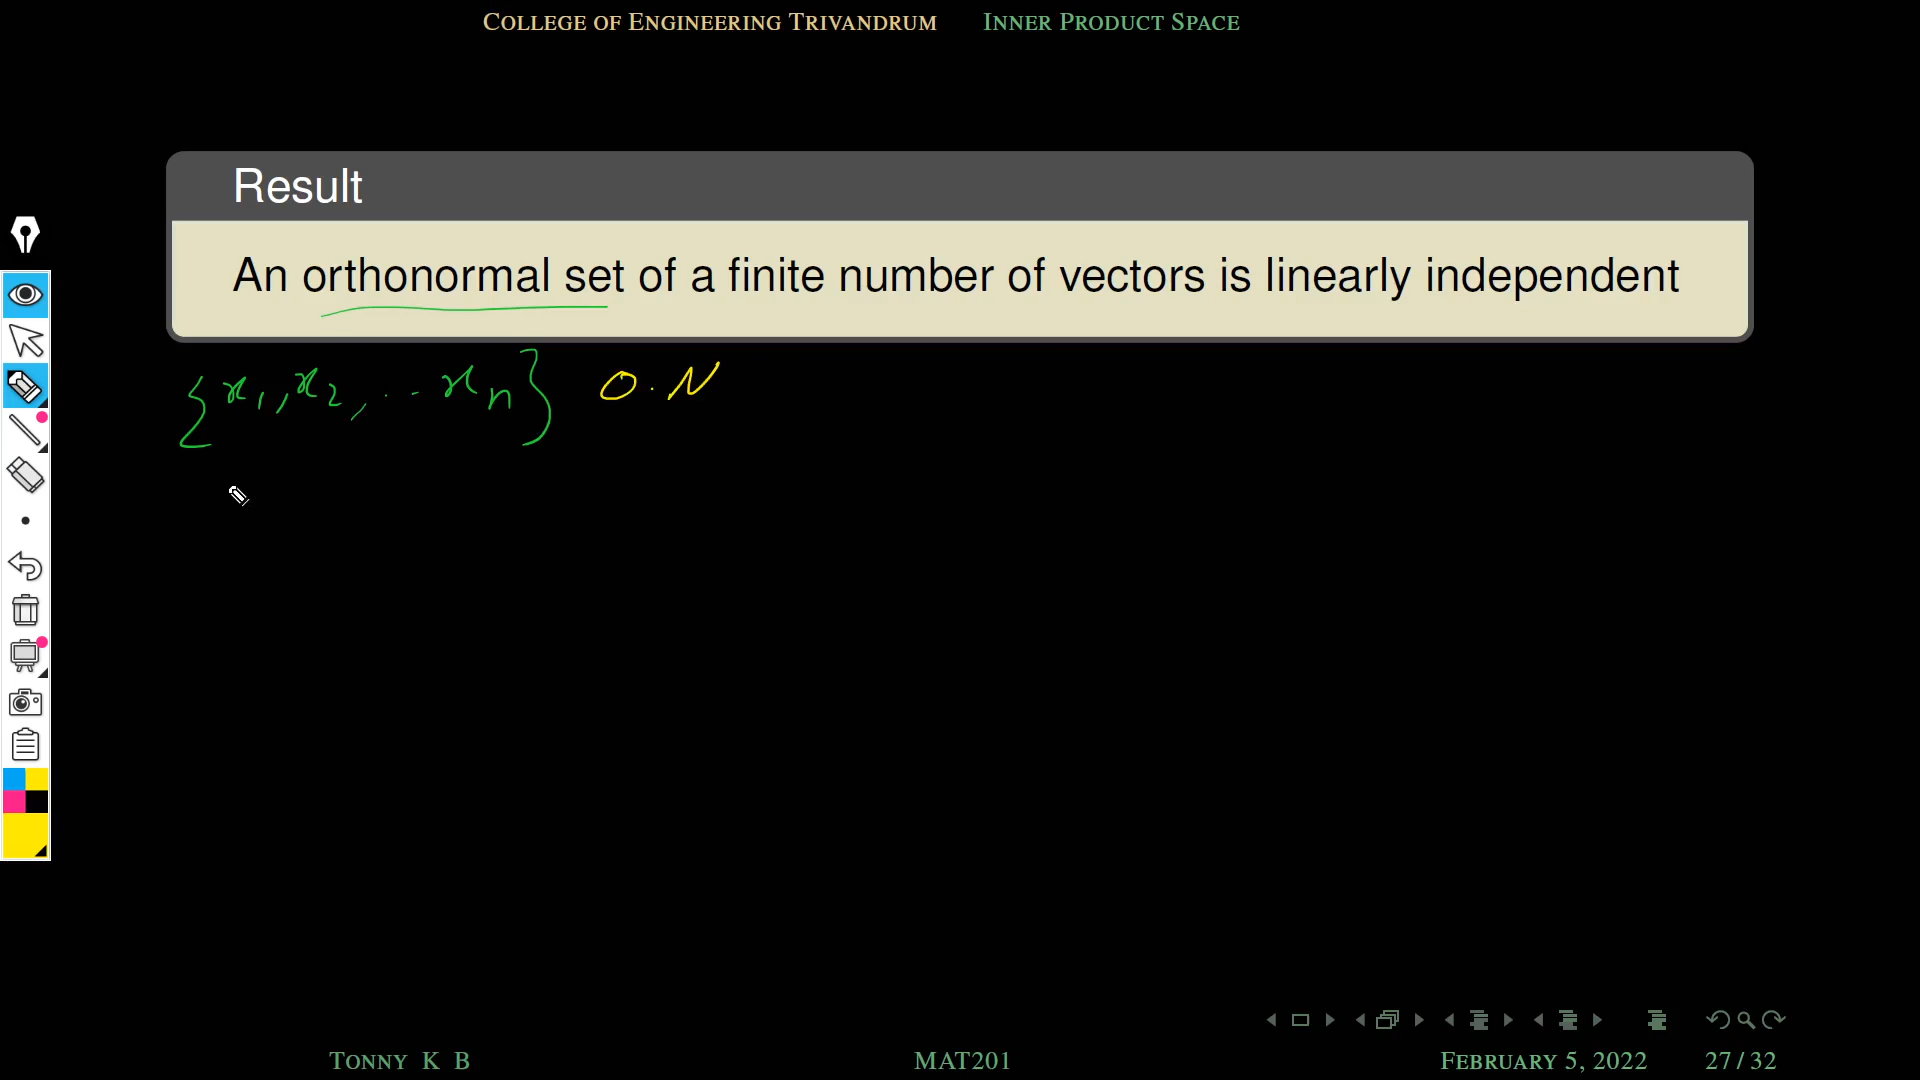 COLLEGE OF ENGINEERING TRIVANDRUM INNER PRODUCT SPACE
Result
An orthonormal set of a finite number of vectors is linearly independent
{x₁, x₂, ... xₙ} O.N
TONNY K B MAT201 FEBRUARY 5, 2022 27 / 32